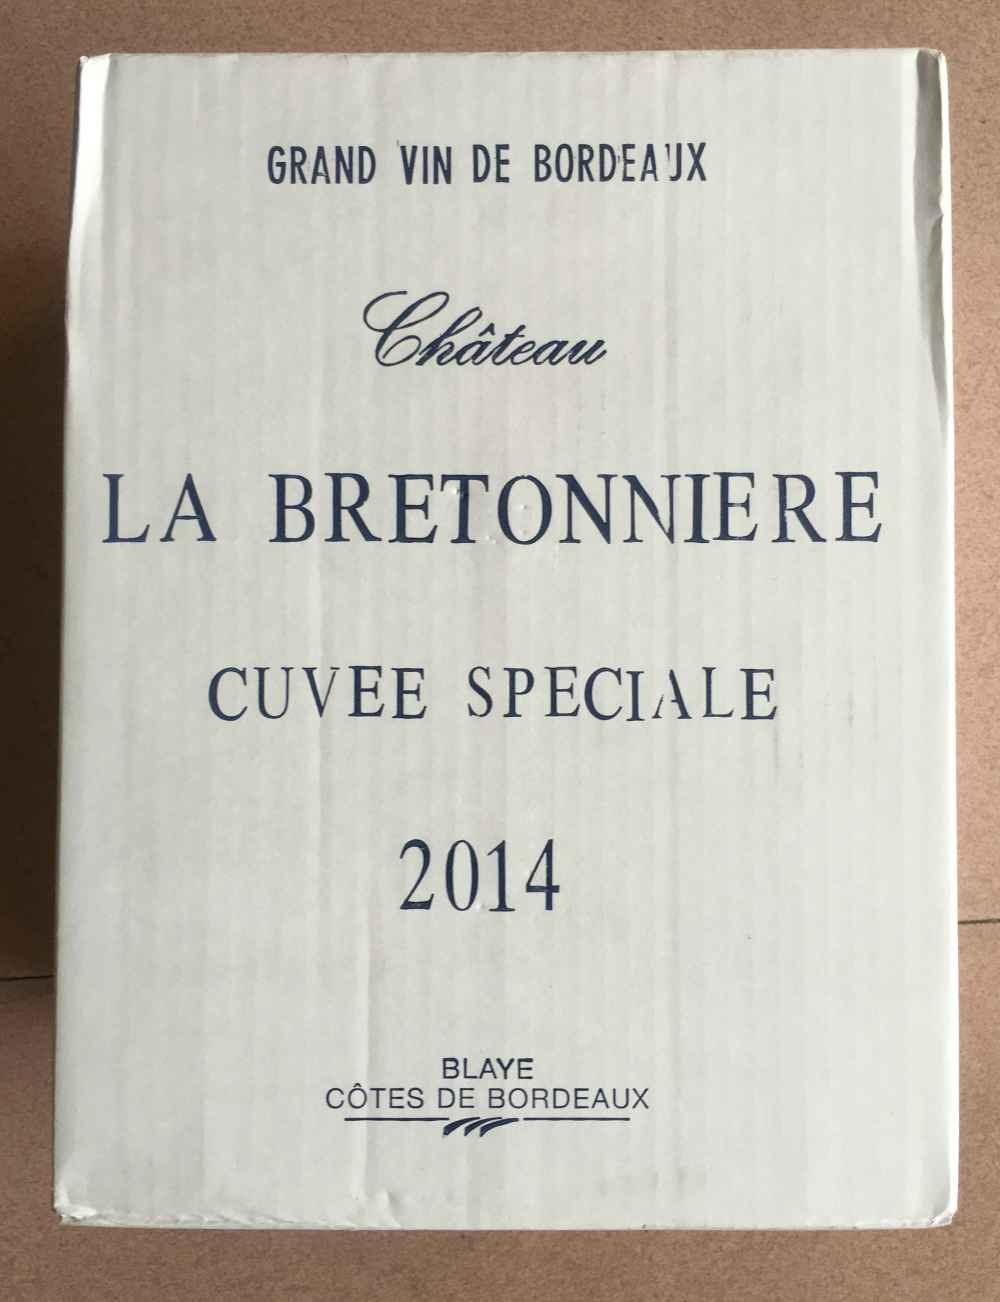 GRAND VIN DE BORDEAUX
Château
LA BRETONNIERE
CUVEE SPECIALE
2014
BLAYE
CÔTES DE BORDEAUX